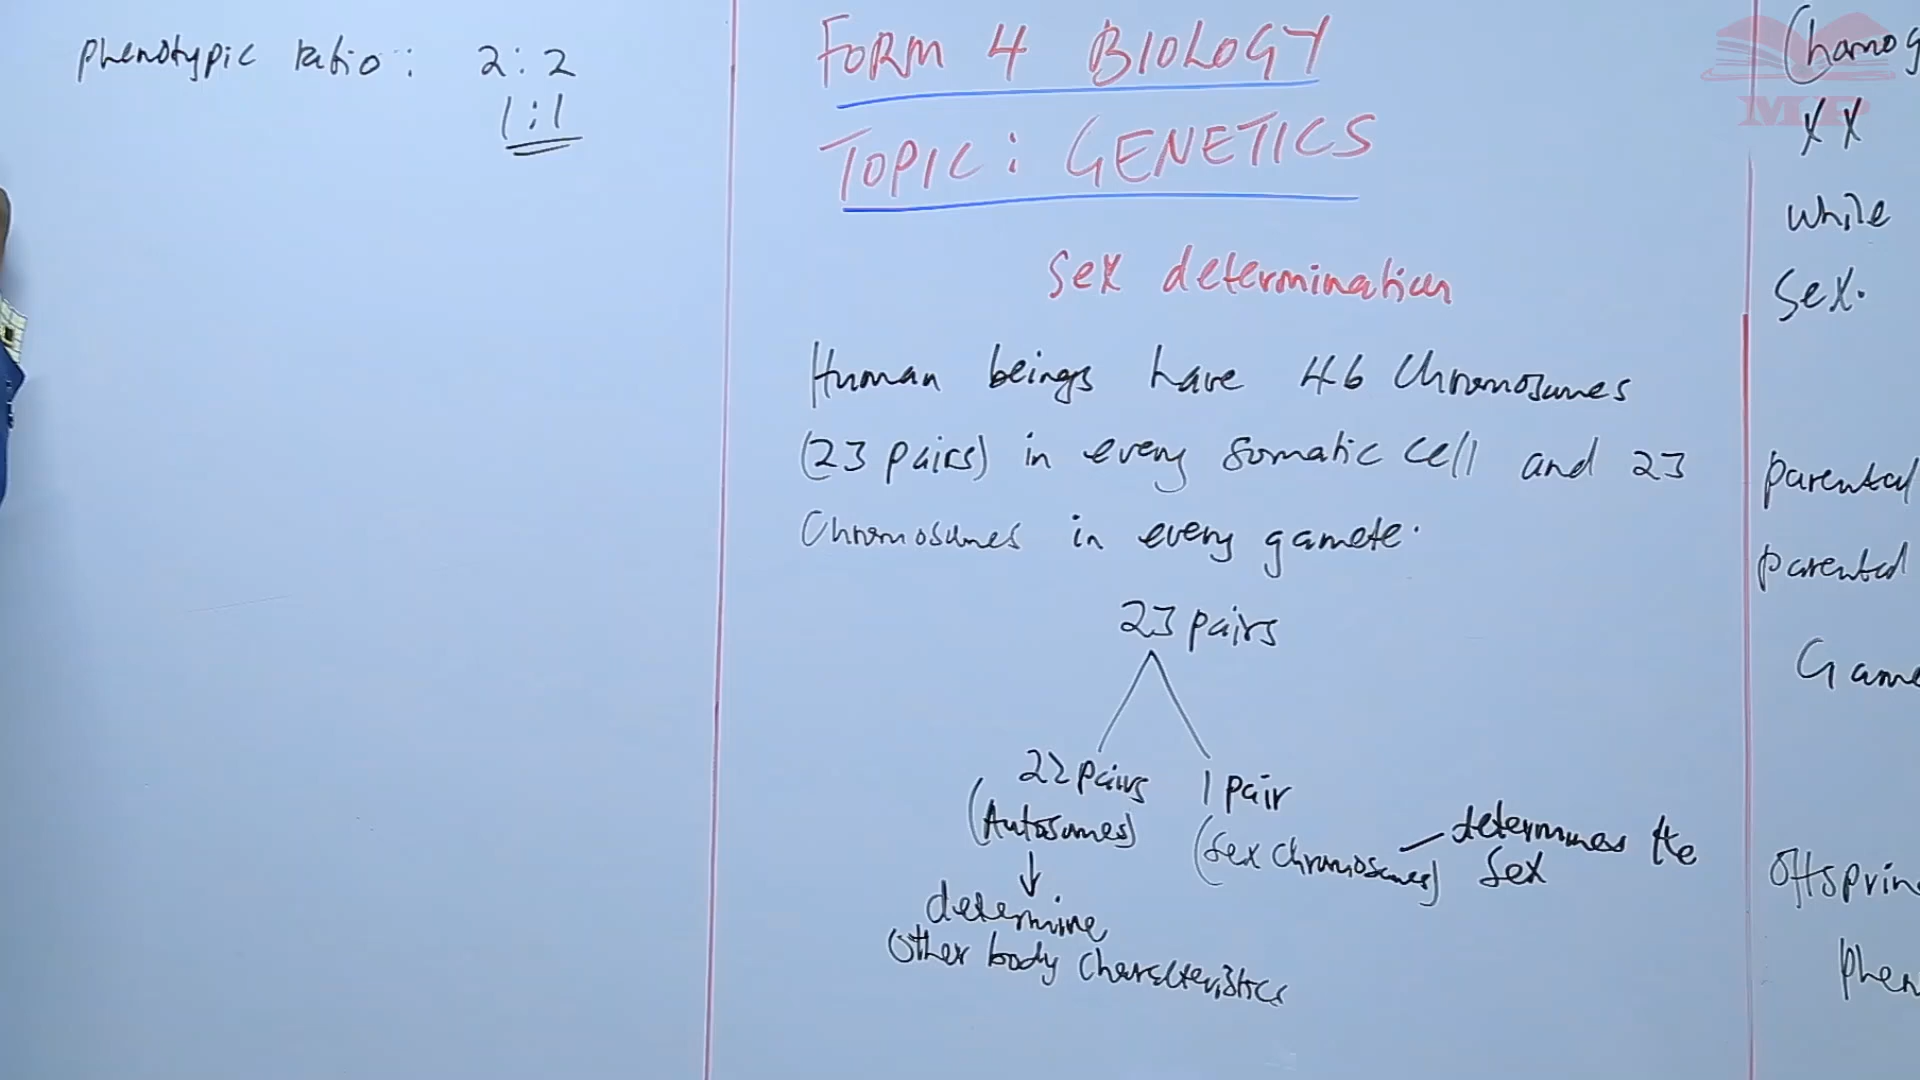 phenotypic ratio: 2:2
1:1
FORM 4 BIOLOGY
TOPIC: GENETICS
sex determination
Human beings have 46 Chromosomes
(23 pairs) in every somatic cell and 23
Chromosomes in every gamete.
23 pairs
22 pairs
(Autosomes)
determine
other body characteristics
1 pair
(sex chromosomes)
determines the
sex
(homog
XX
while
sex.
parental
parental
Game
offsprin
phen
MP